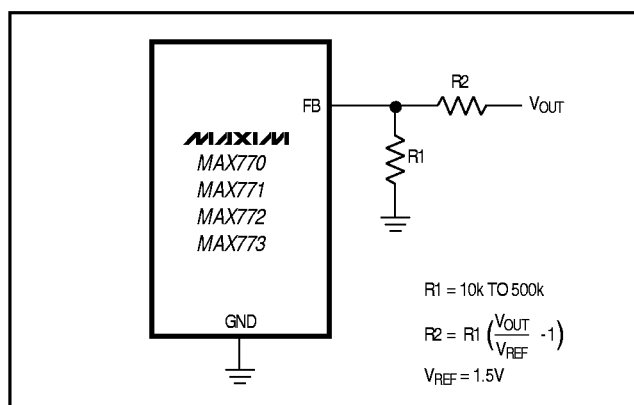 FB
R2
VOUT
R1
MAXIM
MAX770
MAX771
MAX772
MAX773
GND
R1 = 10k TO 500k
R2 = R1 (VOUT/VREF -1)
VREF = 1.5V